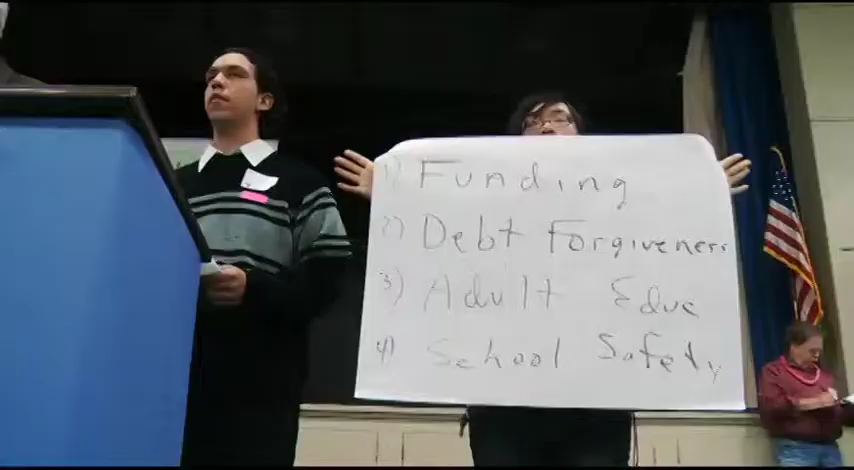 1) Funding
2) Debt Forgiveness
3) Adult Educ
4) School Safety